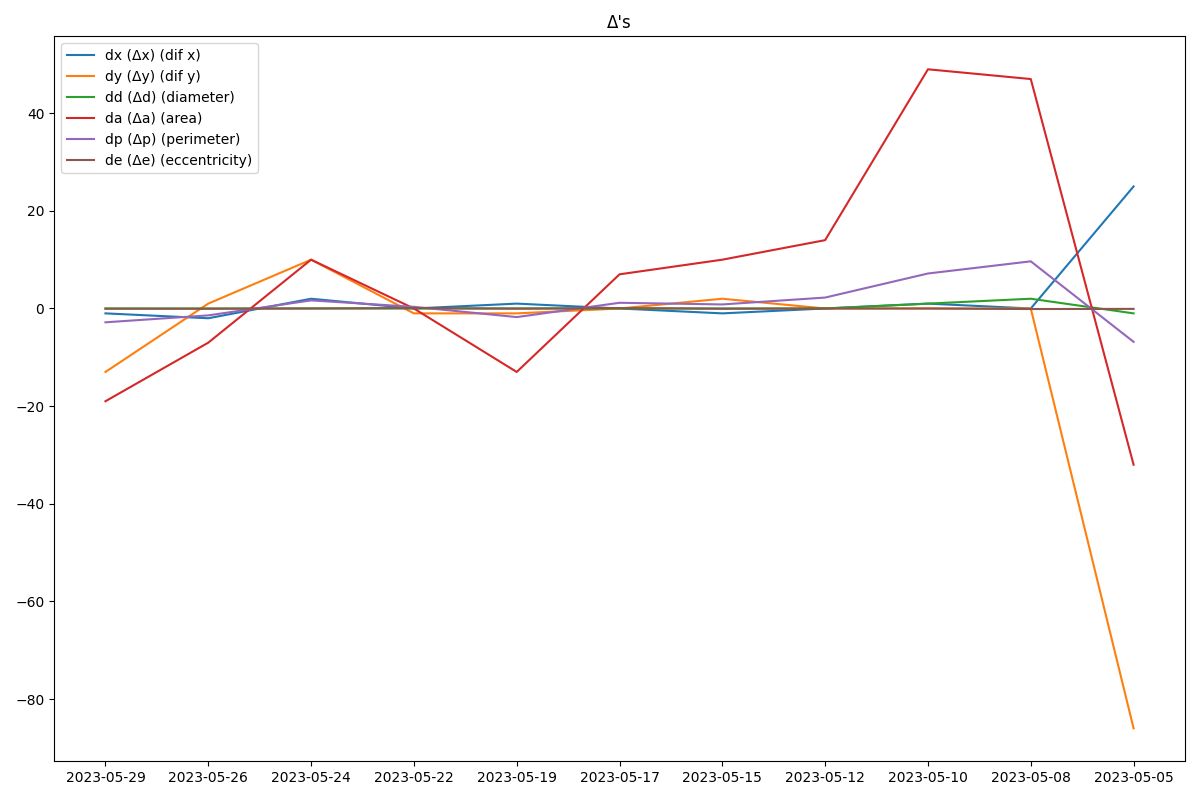 Δ's
dx (Δx) (dif x)
dy (Δy) (dif y)
dd (Δd) (diameter)
da (Δa) (area)
dp (Δp) (perimeter)
de (Δe) (eccentricity)
40
20
0
−20
−40
−60
−80
2023-05-29 2023-05-26 2023-05-24 2023-05-22 2023-05-19 2023-05-17 2023-05-15 2023-05-12 2023-05-10 2023-05-08 2023-05-05